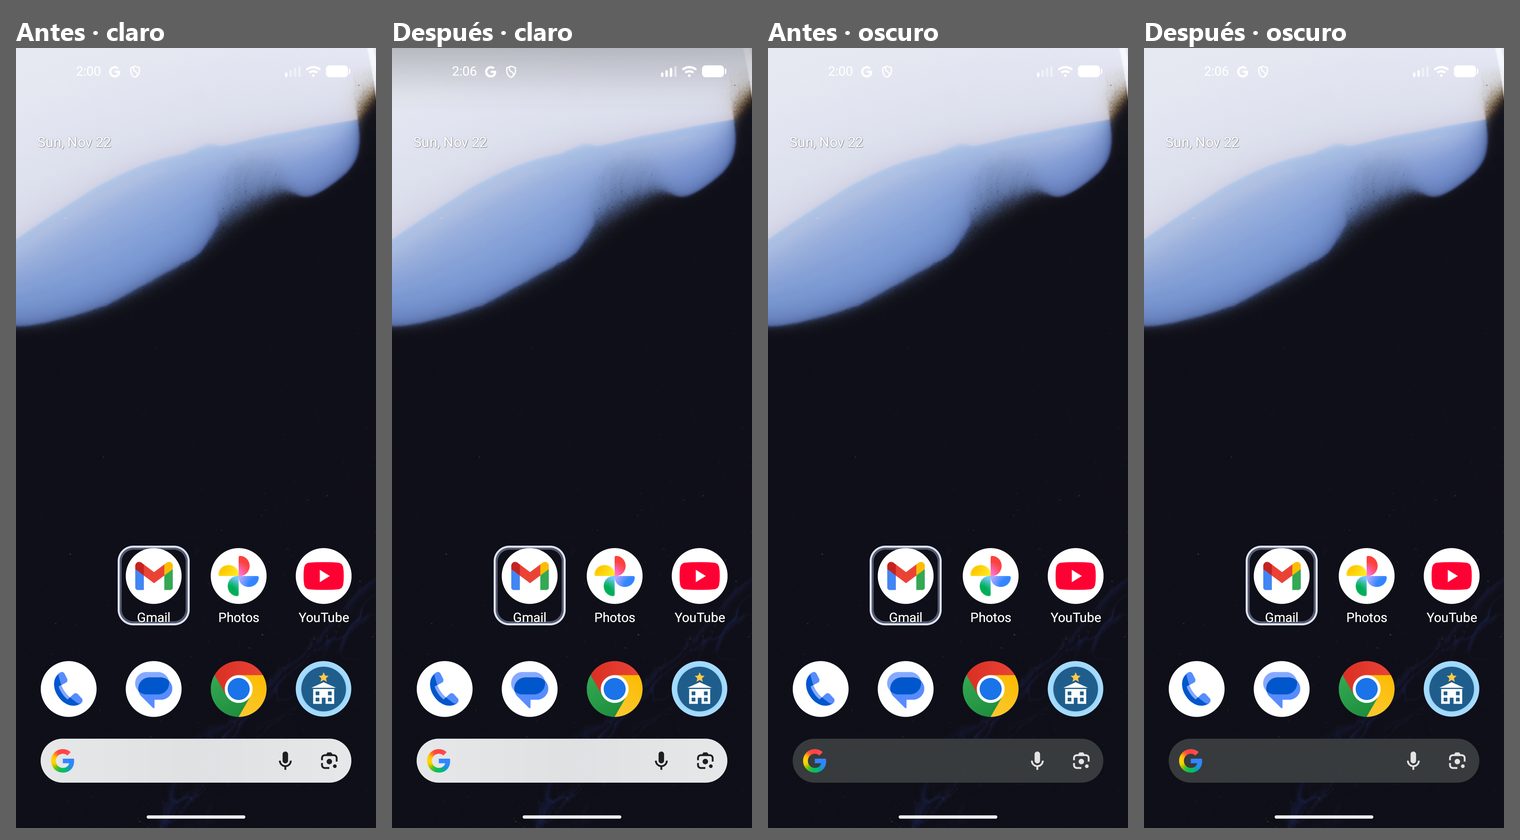 Antes · claro
2:00
Sun, Nov 22
Gmail Photos YouTube
Después · claro
2:06
Sun, Nov 22
Gmail Photos YouTube
Antes · oscuro
2:00
Sun, Nov 22
Gmail Photos YouTube
Después · oscuro
2:06
Sun, Nov 22
Gmail Photos YouTube